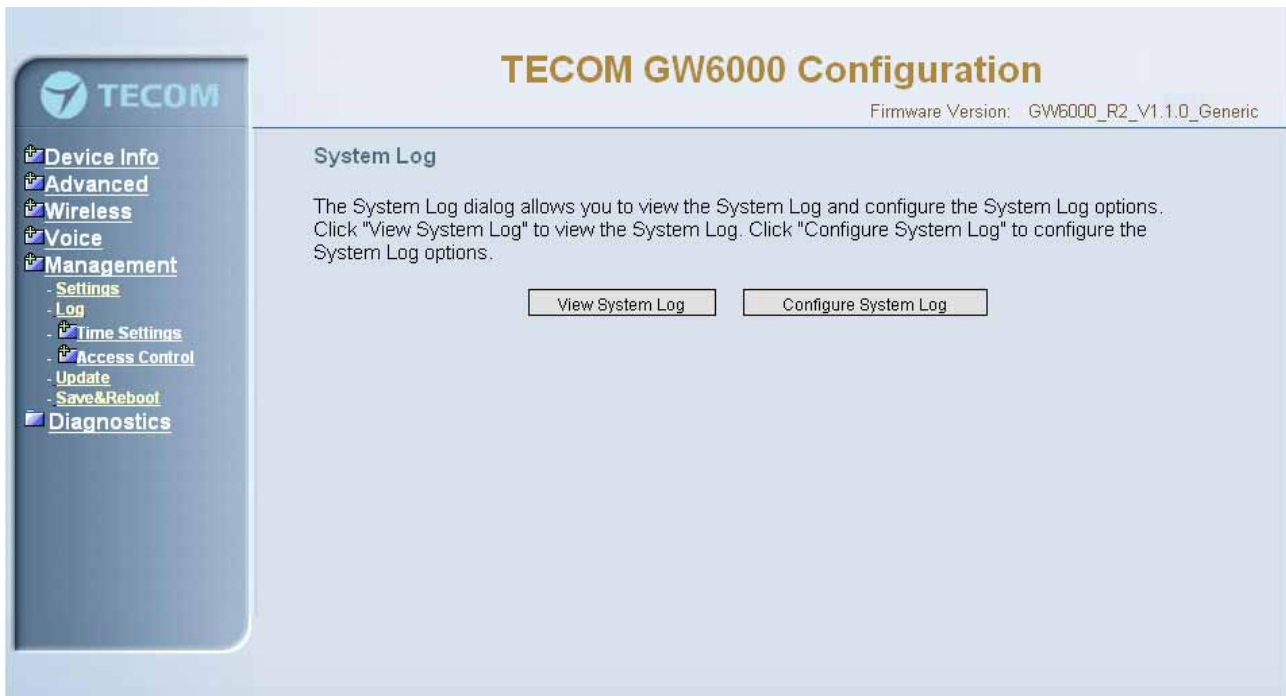 TECOM
TECOM GW6000 Configuration
Firmware Version: GW6000_R2_V1.1.0_Generic
Device Info
Advanced
Wireless
Voice
Management
- Settings
- Log
- Time Settings
- Access Control
- Update
- Save&Reboot
Diagnostics
System Log
The System Log dialog allows you to view the System Log and configure the System Log options.
Click "View System Log" to view the System Log. Click "Configure System Log" to configure the
System Log options.
View System Log
Configure System Log